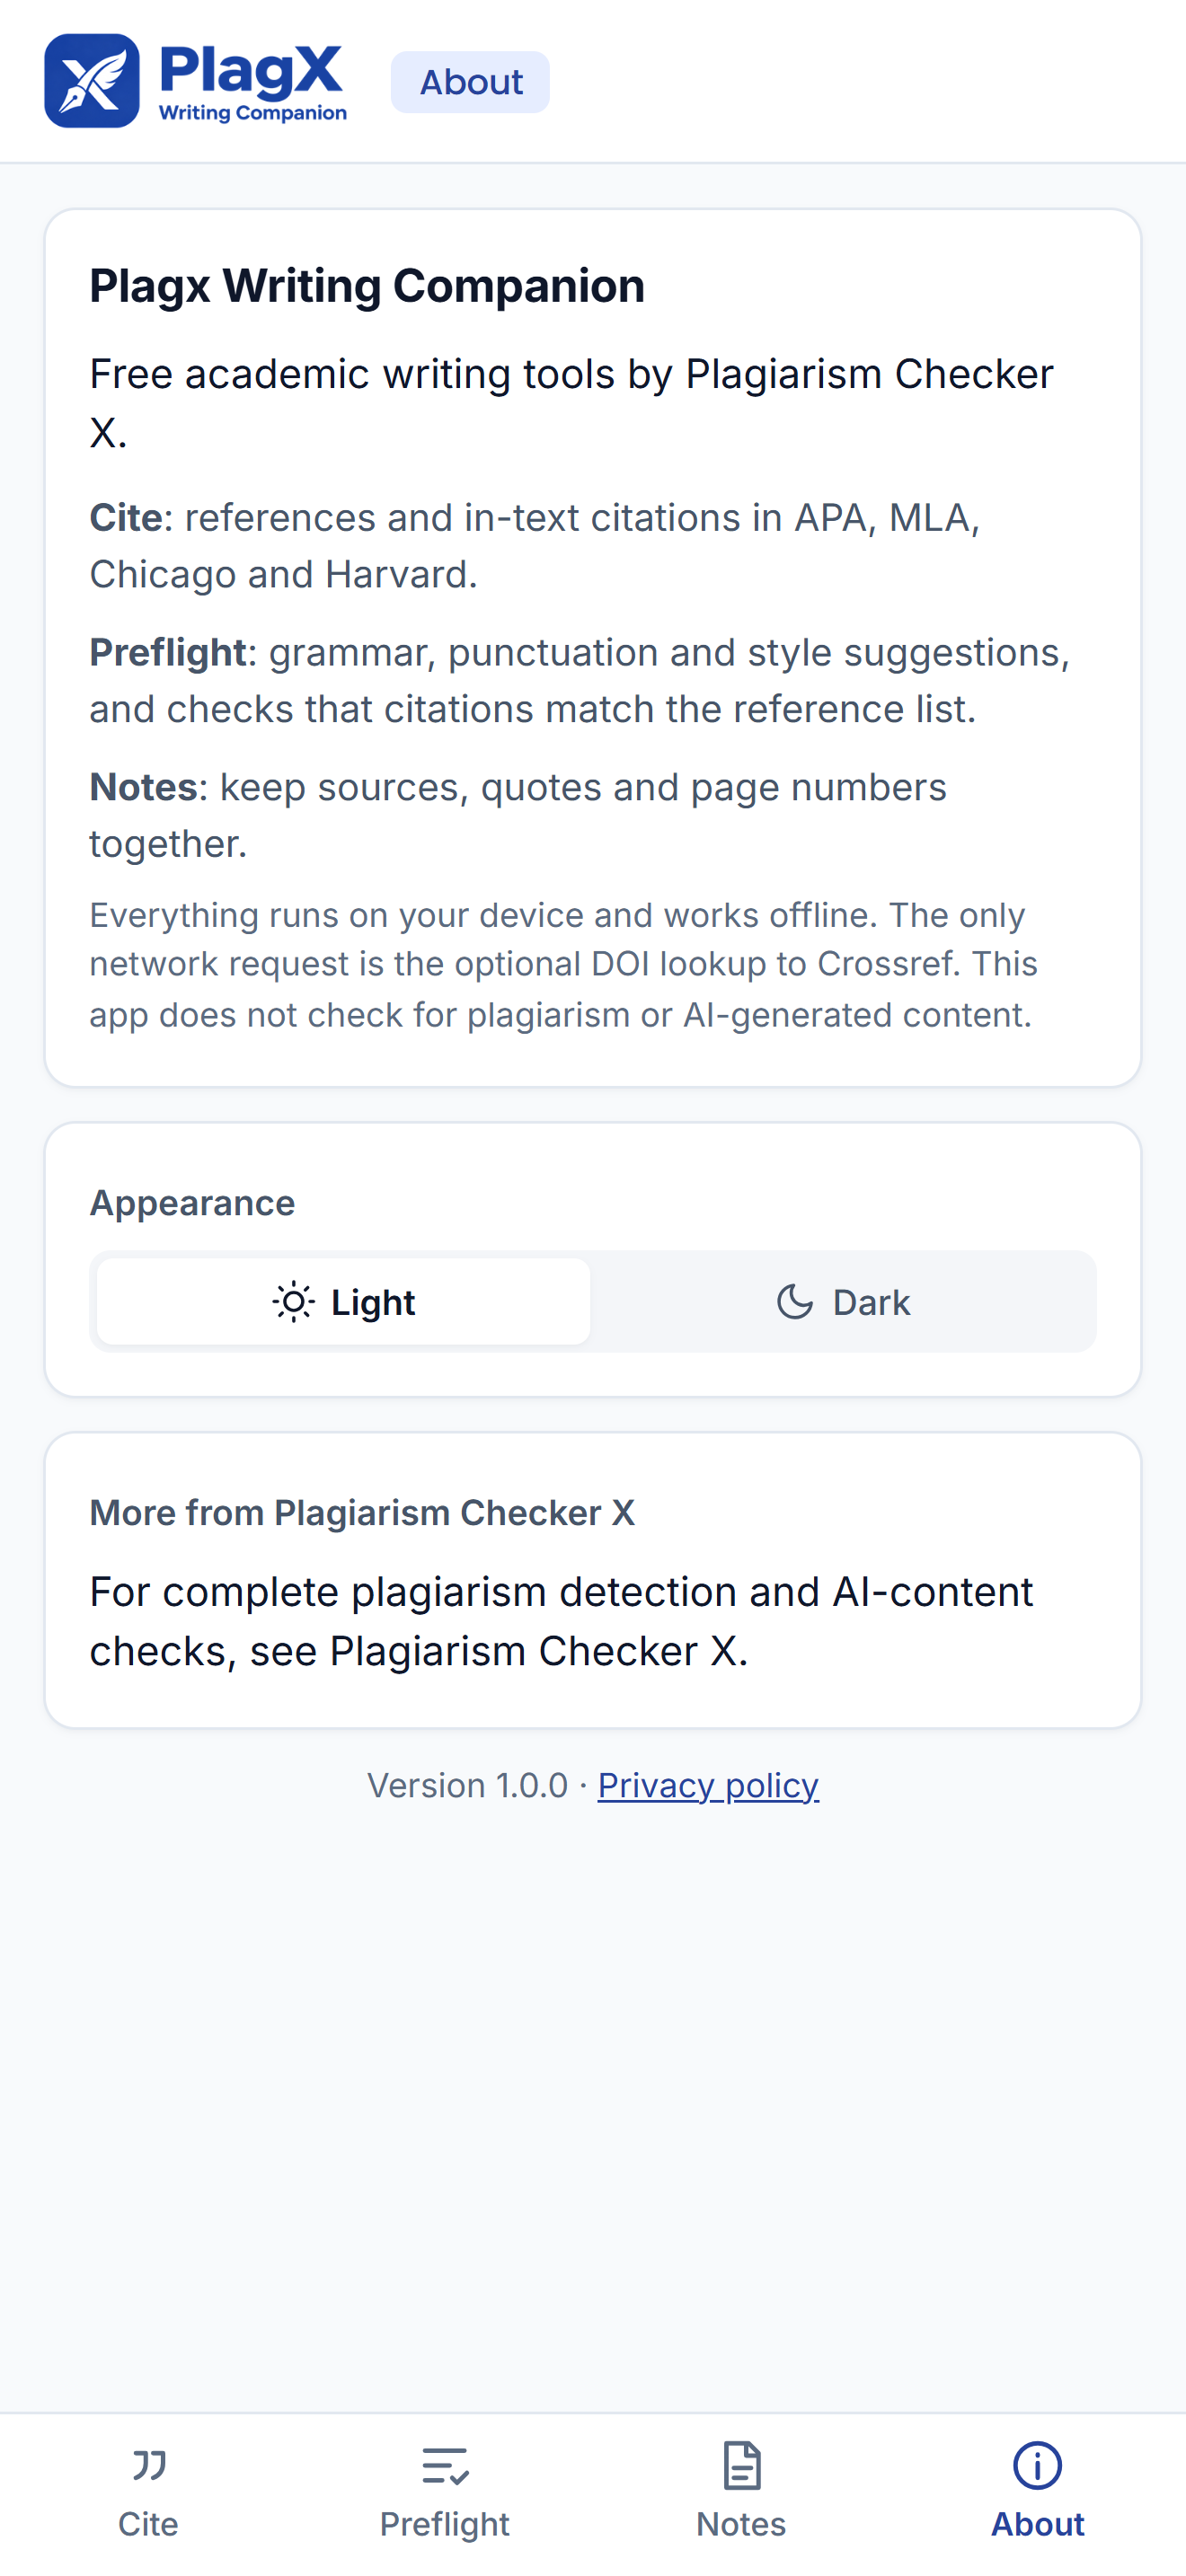 PlagX
Writing Companion
About
Plagx Writing Companion
Free academic writing tools by Plagiarism Checker
X.
Cite: references and in-text citations in APA, MLA,
Chicago and Harvard.
Preflight: grammar, punctuation and style suggestions,
and checks that citations match the reference list.
Notes: keep sources, quotes and page numbers
together.
Everything runs on your device and works offline. The only
network request is the optional DOI lookup to Crossref. This
app does not check for plagiarism or AI-generated content.
Appearance
Light
Dark
More from Plagiarism Checker X
For complete plagiarism detection and AI-content
checks, see Plagiarism Checker X.
Version 1.0.0 · Privacy policy
Cite
Preflight
Notes
About